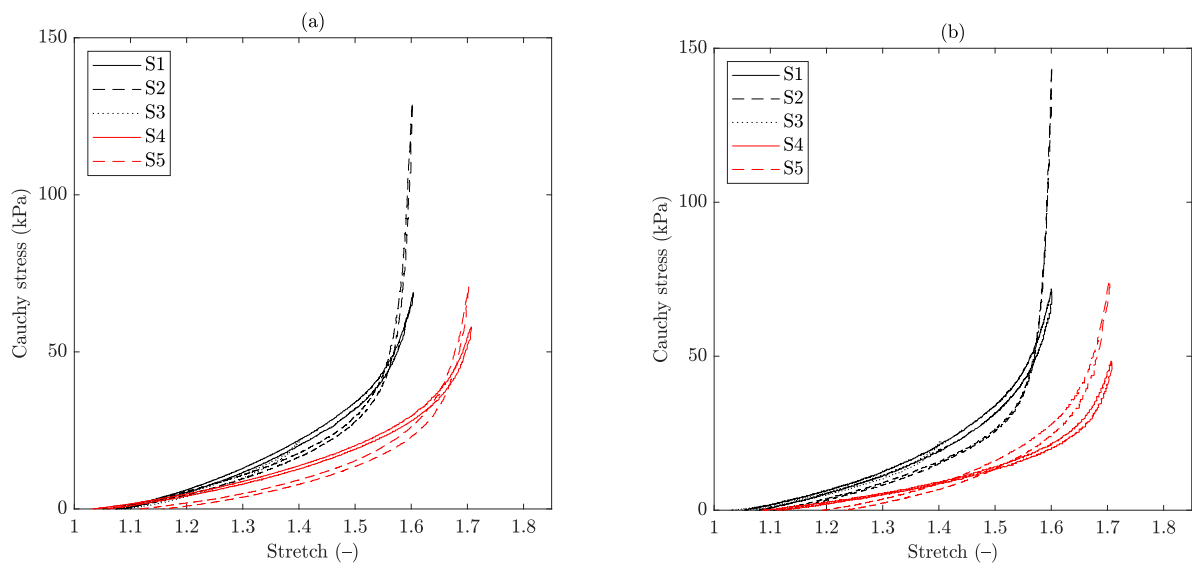 (a)
150
100
50
0
Cauchy stress (kPa)
S1
S2
S3
S4
S5
1 1.1 1.2 1.3 1.4 1.5 1.6 1.7 1.8
Stretch (–)
(b)
150
100
50
0
Cauchy stress (kPa)
S1
S2
S3
S4
S5
1 1.1 1.2 1.3 1.4 1.5 1.6 1.7 1.8
Stretch (–)